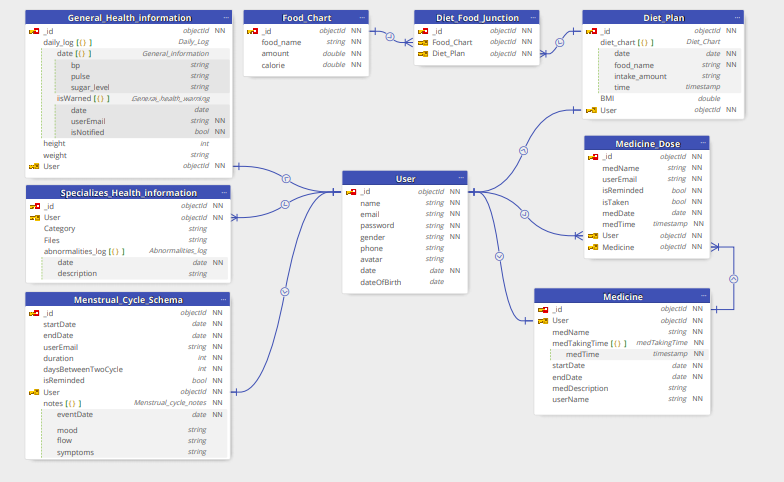 General_Health_information ...
_id objectId NN
daily_log [{} ] Daily_Log
date [{} ] General_information
bp string
pulse string
sugar_level string
isWarned [{} ] General_health_warning
date date
userEmail string NN
isNotified bool NN
height int
weight string
User objectId NN
Specializes_Health_information ...
_id objectId NN
User objectId NN
Category string
Files string
abnormalities_log [{} ] Abnormalities_log
date date NN
description string
Menstrual_Cycle_Schema ...
_id objectId NN
startDate date NN
endDate date NN
userEmail string NN
duration int NN
daysBetweenTwoCycle int NN
isReminded bool NN
User objectId NN
notes [{} ] Menstrual_cycle_notes NN
eventDate date NN
mood string
flow string
symptoms string
Food_Chart ...
_id objectId NN
food_name string NN
amount double NN
calorie double NN
Diet_Food_Junction ...
_id objectId NN
Food_Chart objectId NN
Diet_Plan objectId NN
Diet_Plan ...
_id objectId NN
diet_chart [{} ] Diet_Chart
date date NN
food_name string NN
intake_amount string
time timestamp
BMI double
User objectId NN
User ...
_id objectId NN
name string NN
email string NN
password string NN
gender string NN
phone string
avatar string
date date NN
dateOfBirth date
Medicine_Dose ...
_id objectId NN
medName string NN
userEmail string NN
isReminded bool NN
isTaken bool NN
medDate date NN
medTime timestamp NN
User objectId NN
Medicine objectId NN
Medicine ...
_id objectId NN
User objectId NN
medName string NN
medTakingTime [{} ] medTakingTime NN
medTime timestamp NN
startDate date NN
endDate date NN
medDescription string
userName string NN